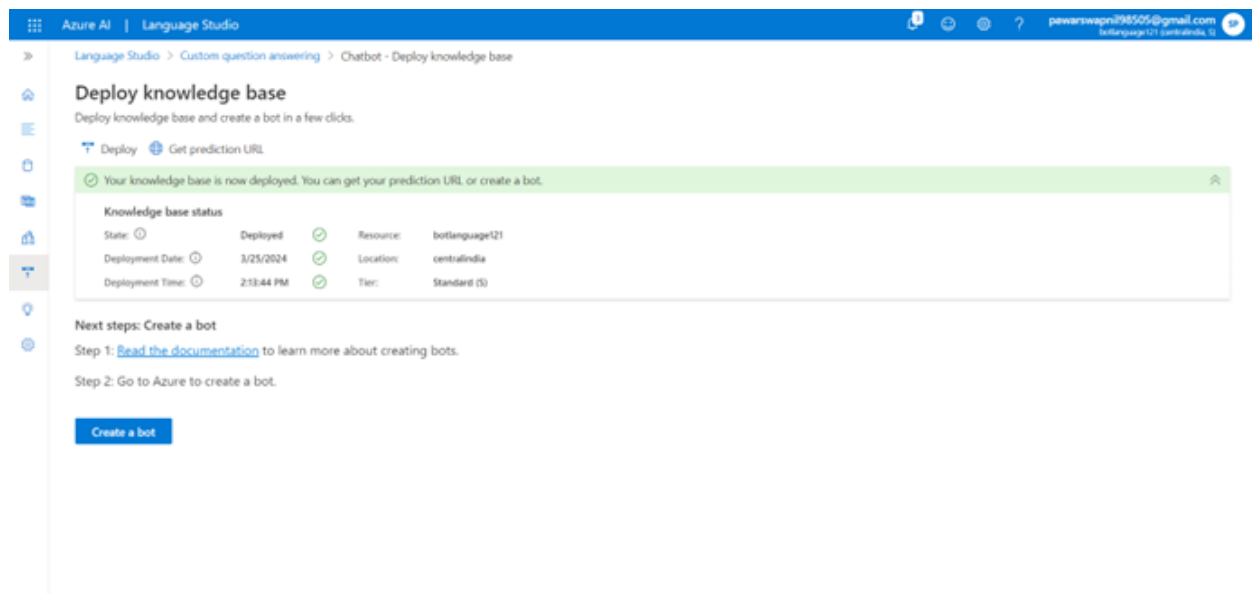 Azure AI | Language Studio
3
?
pawarswapnil98505@gmail.com
botlanguage121 (centralindia, S)
SP
Language Studio > Custom question answering > Chatbot - Deploy knowledge base
Deploy knowledge base
Deploy knowledge base and create a bot in a few clicks.
Deploy Get prediction URL
Your knowledge base is now deployed. You can get your prediction URL or create a bot.
Knowledge base status
State: Deployed Resource: botlanguage121
Deployment Date: 3/25/2024 Location: centralindia
Deployment Time: 2:13:44 PM Tier: Standard (S)
Next steps: Create a bot
Step 1: Read the documentation to learn more about creating bots.
Step 2: Go to Azure to create a bot.
Create a bot